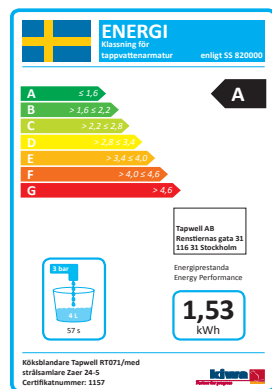 ENERGI
Klassning för
tappvattenarmatur
enligt SS 820000
A ≤ 1,6
B > 1,6 ≤ 2,2
C > 2,2 ≤ 2,8
D > 2,8 ≤ 3,4
E > 3,4 ≤ 4,0
F > 4,0 ≤ 4,6
G > 4,6
A
Tapwell AB
Renstiernas gata 31
116 31 Stockholm
3 bar
4 L
57 s
Energiprestanda
Energy Performance
1,53
kWh
Köksblandare Tapwell RT071/med
strålsamlare Zaer 24-5
Certifikatnummer: 1157
kiwa
Partner for progress